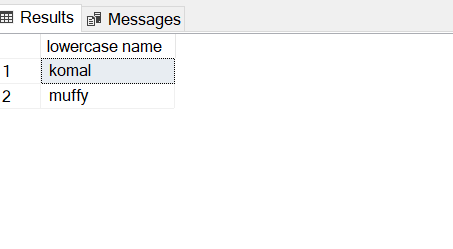 Results Messages
lowercase name
1 komal
2 muffy